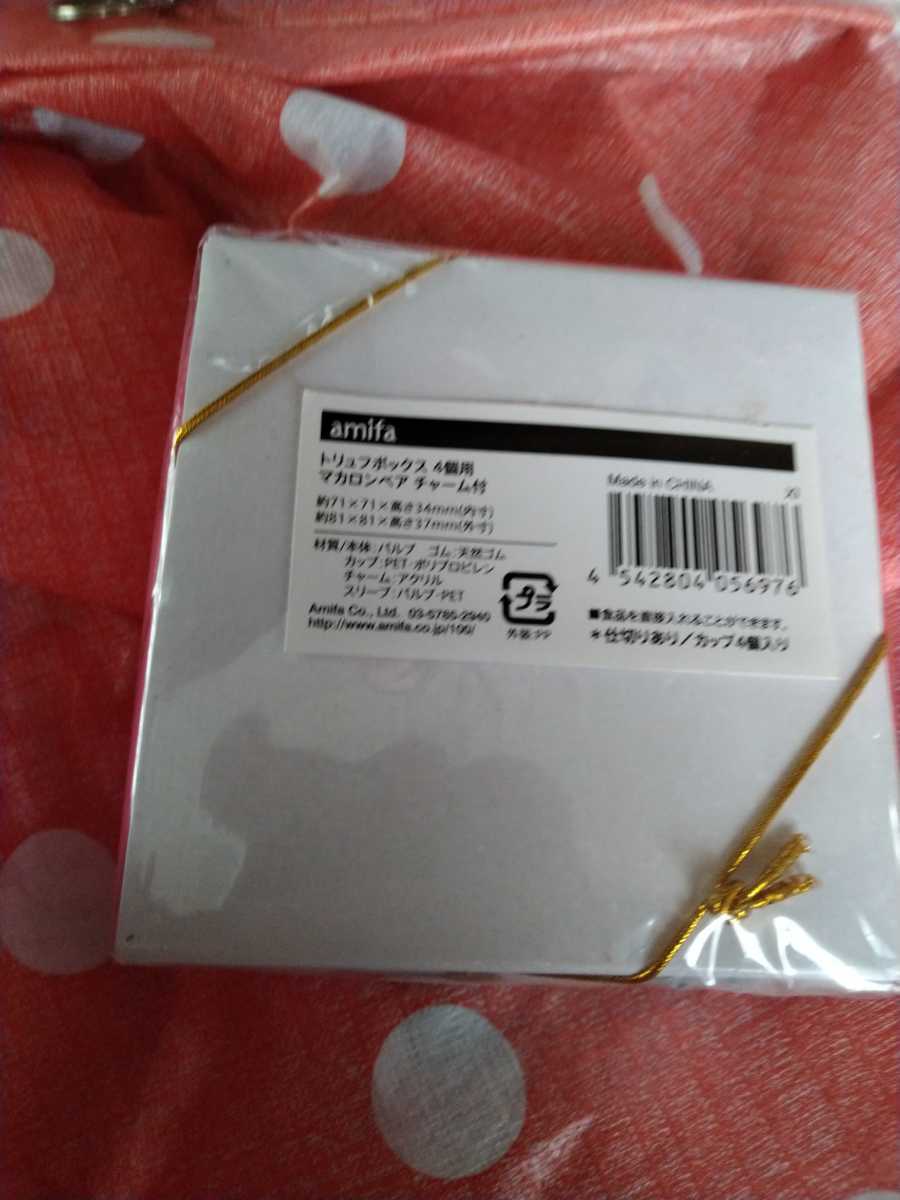 amifa
トリュフボックス 4個用
マカロンベア チャーム付
約71×71×高さ34mm(内寸)
約81×81×高さ37mm(外寸)
材質/本体:パルプ ゴム:天然ゴム
カップ:PET・ポリプロピレン
チャーム:アクリル
スリーブ:パルプ・PET
Amifa Co., Ltd. 03-5785-2940
http://www.amifa.co.jp/100/
プラ
外装:PP
Made in CHINA
4 542804 056976
■食品を直接入れることができます。
*仕切りあり/カップ4個入り